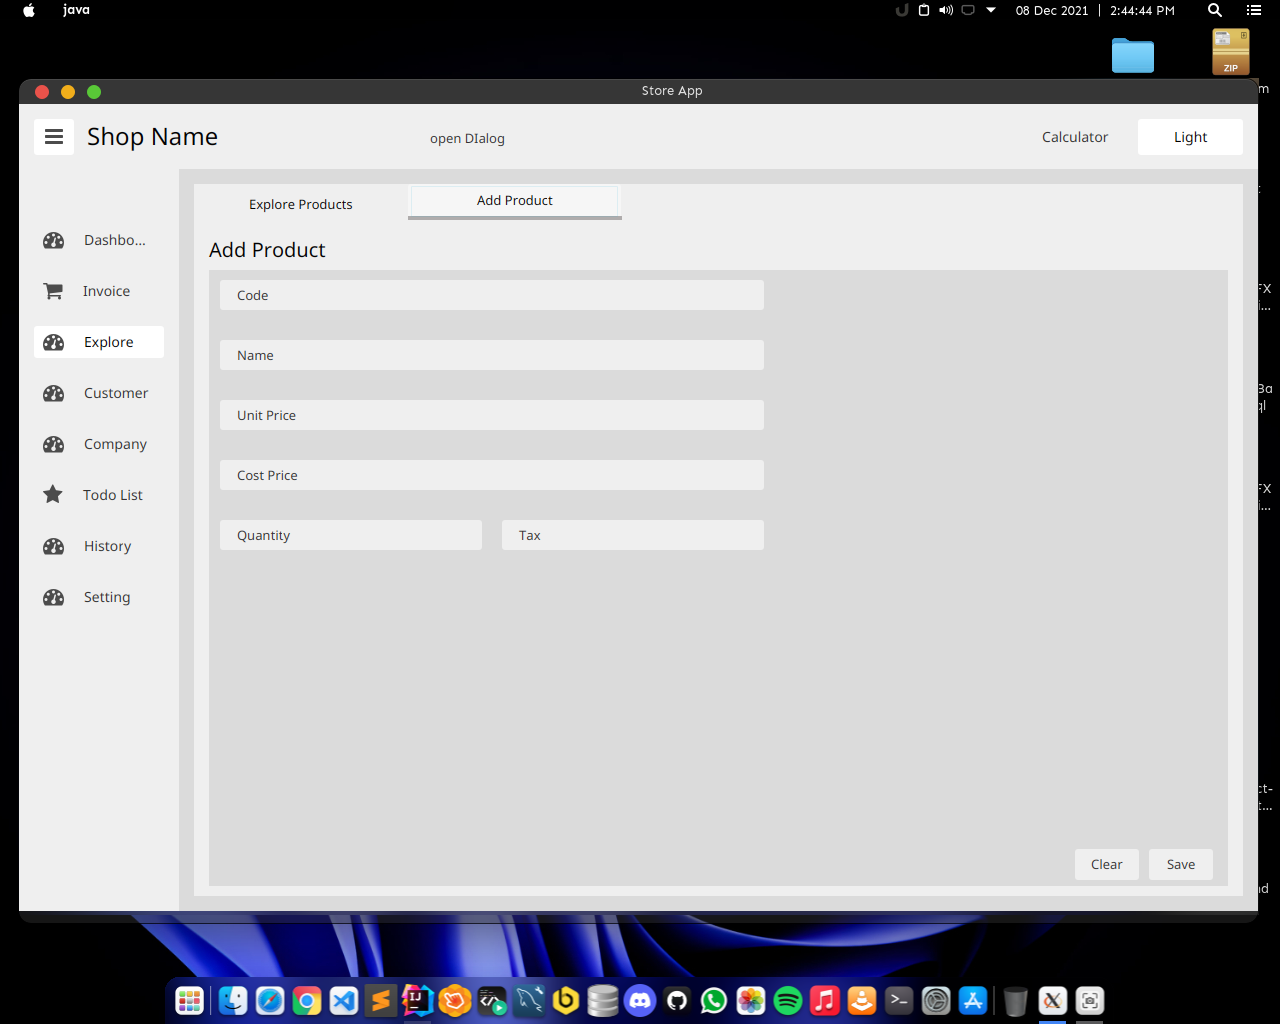 java
08 Dec 2021 | 2:44:44 PM
ZIP
Store App
Shop Name
open DIalog
Calculator
Light
Explore Products
Add Product
Add Product
Dashbo...
Invoice
Explore
Customer
Company
Todo List
History
Setting
Code
Name
Unit Price
Cost Price
Quantity
Tax
Clear
Save